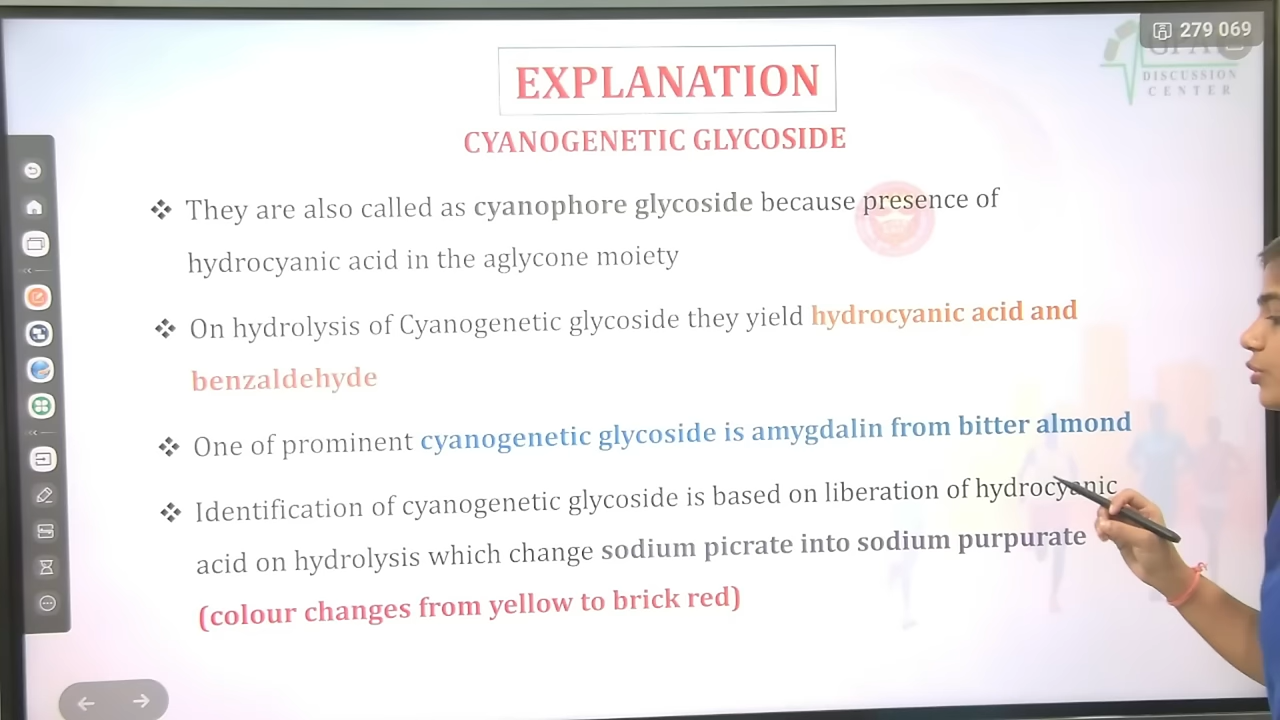 279 069
DISCUSSION
CENTER
EXPLANATION
CYANOGENETIC GLYCOSIDE
They are also called as cyanophore glycoside because presence of
hydrocyanic acid in the aglycone moiety
On hydrolysis of Cyanogenetic glycoside they yield hydrocyanic acid and
benzaldehyde
One of prominent cyanogenetic glycoside is amygdalin from bitter almond
Identification of cyanogenetic glycoside is based on liberation of hydrocyanic
acid on hydrolysis which change sodium picrate into sodium purpurate
(colour changes from yellow to brick red)